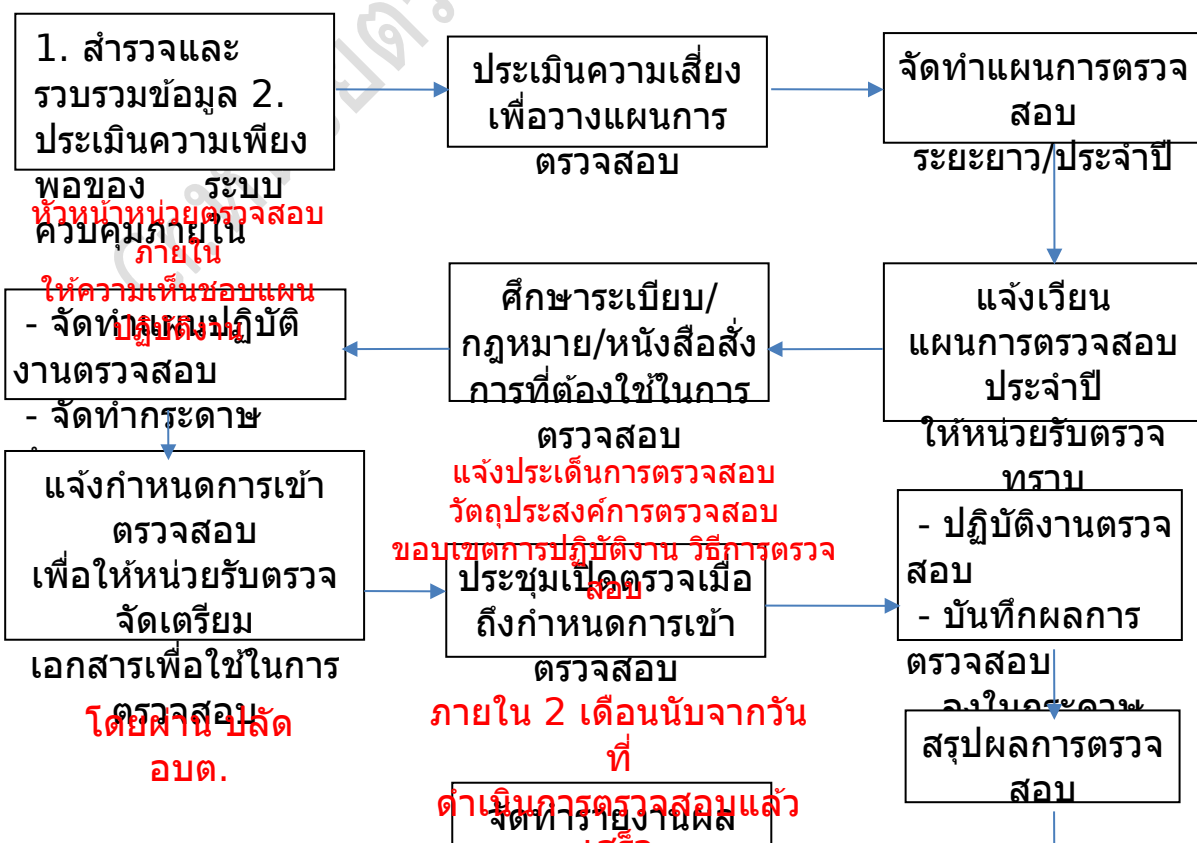 1. สำรวจและ
รวบรวมข้อมูล 2.
ประเมินความเพียง
พอของ ระบบ
ควบคุมภายใน
ประเมินความเสี่ยง
เพื่อวางแผนการ
ตรวจสอบ
จัดทำแผนการตรวจ
สอบ
ระยะยาว/ประจำปี
หัวหน้าหน่วยตรวจสอบ
ภายใน
ให้ความเห็นชอบแผน
ปฏิบัติงาน
- จัดทำแผนปฏิบัติ
งานตรวจสอบ
- จัดทำกระดาษ
ศึกษาระเบียบ/
กฎหมาย/หนังสือสั่ง
การที่ต้องใช้ในการ
ตรวจสอบ
แจ้งเวียน
แผนการตรวจสอบ
ประจำปี
ให้หน่วยรับตรวจ
ทราบ
แจ้งกำหนดการเข้า
ตรวจสอบ
เพื่อให้หน่วยรับตรวจ
จัดเตรียม
เอกสารเพื่อใช้ในการ
ตรวจสอบ
โดยผ่าน ปลัด
อบต.
แจ้งประเด็นการตรวจสอบ
วัตถุประสงค์การตรวจสอบ
ขอบเขตการปฏิบัติงาน วิธีการตรวจ
สอบ
ประชุมเปิดตรวจเมื่อ
ถึงกำหนดการเข้า
ตรวจสอบ
- ปฏิบัติงานตรวจ
สอบ
- บันทึกผลการ
ตรวจสอบ
ลงในกระดาษ
ภายใน 2 เดือนนับจากวัน
ที่
ดำเนินการตรวจสอบแล้ว
เสร็จ
จัดทำรายงานผล
สรุปผลการตรวจ
สอบ